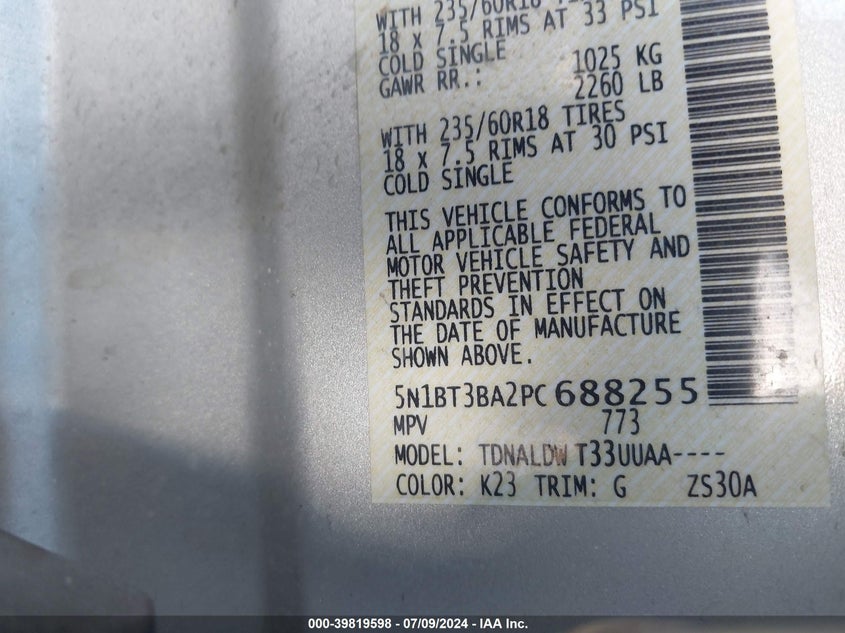 WITH 235/60R18
18 X 7.5 RIMS AT 33 PSI
COLD SINGLE
GAWR RR.: 1025 KG
2260 LB
WITH 235/60R18 TIRES
18 X 7.5 RIMS AT 30 PSI
COLD SINGLE
THIS VEHICLE CONFORMS TO
ALL APPLICABLE FEDERAL
MOTOR VEHICLE SAFETY AND
THEFT PREVENTION
STANDARDS IN EFFECT ON
THE DATE OF MANUFACTURE
SHOWN ABOVE.
5N1BT3BA2PC688255
MPV 773
MODEL: TDNALDW T33UUAA----
COLOR: K23 TRIM: G ZS30A
000-39819598 - 07/09/2024 - IAA Inc.